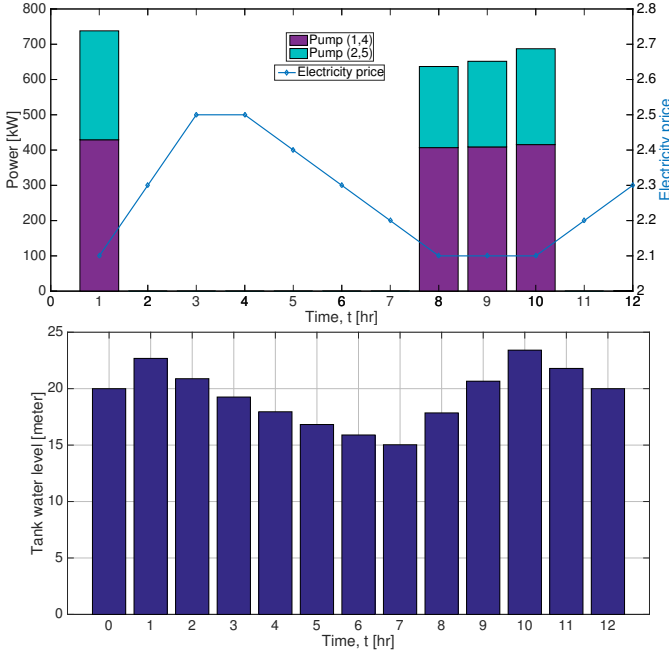 800
700
600
500
400
300
200
100
0
Power [kW]
Pump (1,4)
Pump (2,5)
Electricity price
2.8
2.7
2.6
2.5
2.4
2.3
2.2
2.1
2
Electricity price
0 1 2 3 4 5 6 7 8 9 10 11 12
Time, t [hr]
25
20
15
10
5
0
Tank water level [meter]
0 1 2 3 4 5 6 7 8 9 10 11 12
Time, t [hr]